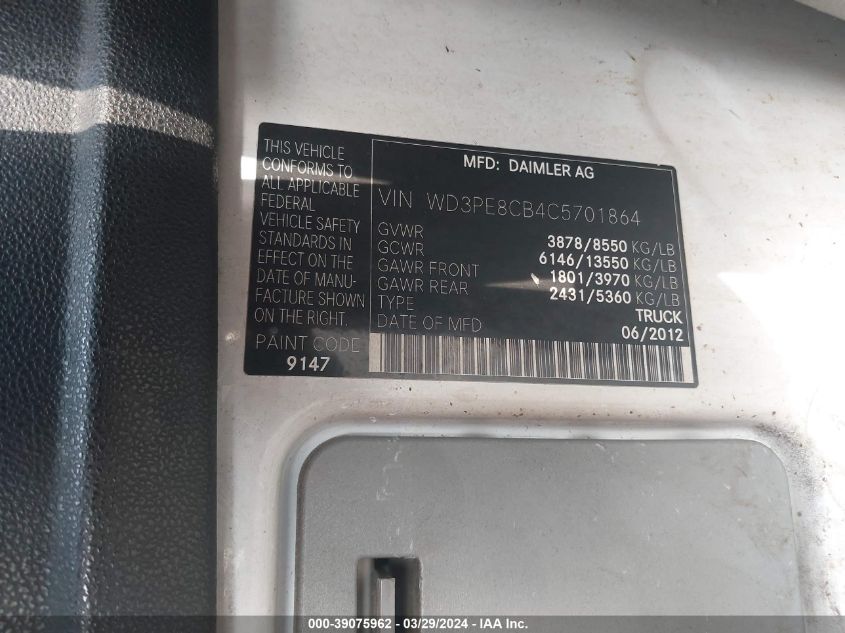 THIS VEHICLE
CONFORMS TO
ALL APPLICABLE
FEDERAL
VEHICLE SAFETY
STANDARDS IN
EFFECT ON THE
DATE OF MANU-
FACTURE SHOWN
ON THE RIGHT.
PAINT CODE
9147
MFD: DAIMLER AG
VIN WD3PE8CB4C5701864
GVWR 3878/8550 KG/LB
GCWR 6146/13550 KG/LB
GAWR FRONT 1801/3970 KG/LB
GAWR REAR 2431/5360 KG/LB
TYPE TRUCK
DATE OF MFD 06/2012
000-39075962 - 03/29/2024 - IAA Inc.